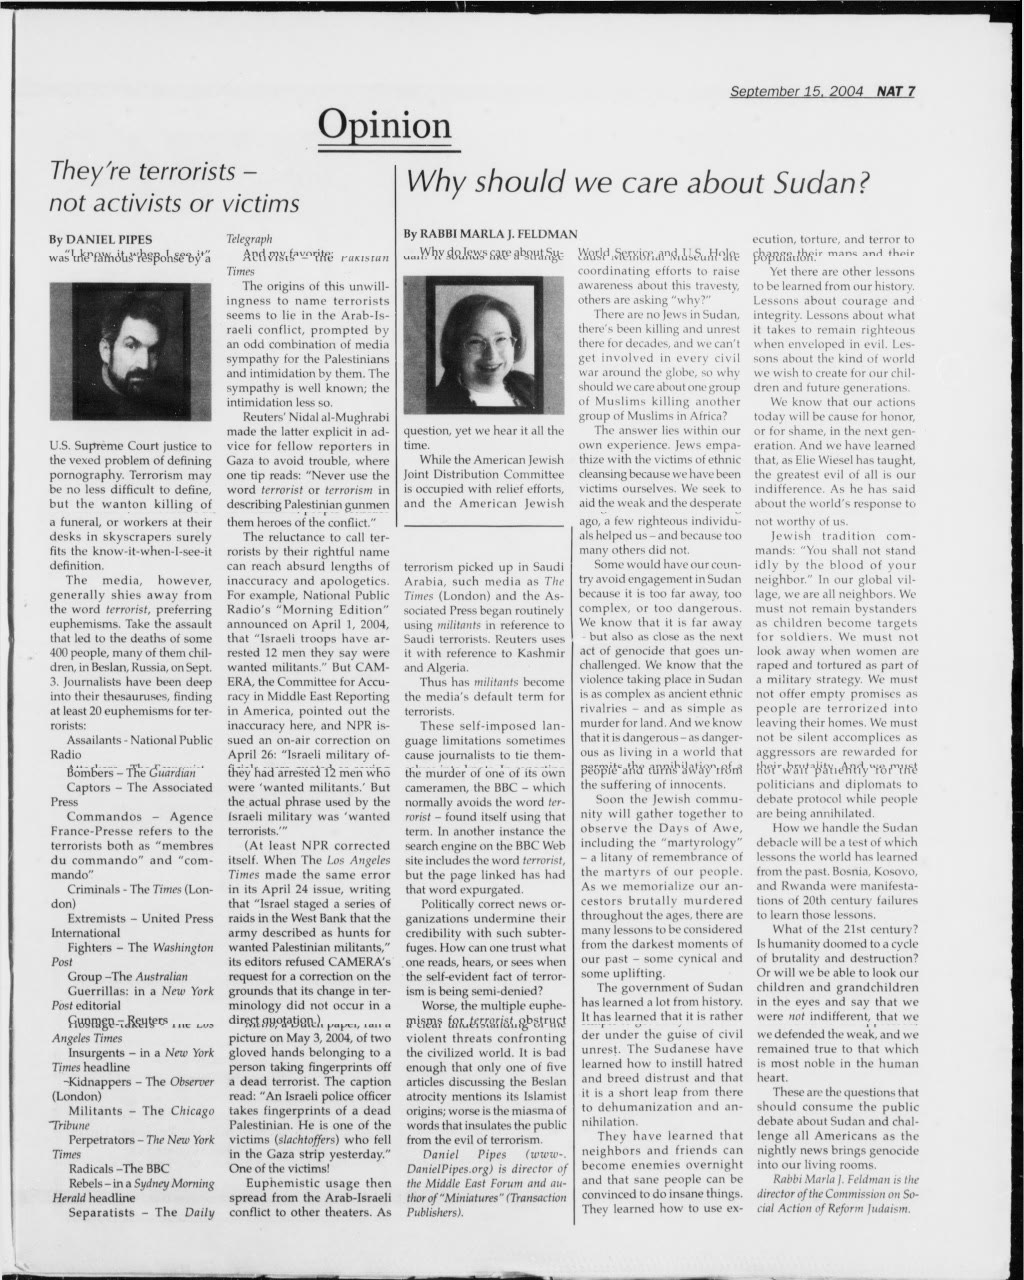 September 15, 2004 NAT 7
Opinion
They're terrorists –
not activists or victims
By DANIEL PIPES
"I know it when I see it"
was the famous response by a
U.S. Supreme Court justice to
the vexed problem of defining
pornography. Terrorism may
be no less difficult to define,
but the wanton killing of
a funeral, or workers at their
desks in skyscrapers surely
fits the know-it-when-I-see-it
definition.
The media, however,
generally shies away from
the word terrorist, preferring
euphemisms. Take the assault
that led to the deaths of some
400 people, many of them chil-
dren, in Beslan, Russia, on Sept.
3. Journalists have been deep
into their thesauruses, finding
at least 20 euphemisms for ter-
rorists:
Assailants - National Public
Radio
Bombers – The Guardian
Captors – The Associated
Press
Commandos – Agence
France-Presse refers to the
terrorists both as "membres
du commando" and "com-
mando"
Criminals - The Times (Lon-
don)
Extremists – United Press
International
Fighters – The Washington
Post
Group –The Australian
Guerrillas: in a New York
Post editorial
Gunmen – Reuters
Hostage-takers – The Los
Angeles Times
Insurgents – in a New York
Times headline
Kidnappers – The Observer
(London)
Militants – The Chicago
Tribune
Perpetrators – The New York
Times
Radicals –The BBC
Rebels – in a Sydney Morning
Herald headline
Separatists – The Daily
Telegraph
And my favorite:
Activists – The Pakistan
Times
The origins of this unwill-
ingness to name terrorists
seems to lie in the Arab-Is-
raeli conflict, prompted by
an odd combination of media
sympathy for the Palestinians
and intimidation by them. The
sympathy is well known; the
intimidation less so.
Reuters' Nidal al-Mughrabi
made the latter explicit in ad-
vice for fellow reporters in
Gaza to avoid trouble, where
one tip reads: "Never use the
word terrorist or terrorism in
describing Palestinian gunmen
them heroes of the conflict."
The reluctance to call ter-
rorists by their rightful name
can reach absurd lengths of
inaccuracy and apologetics.
For example, National Public
Radio's "Morning Edition"
announced on April 1, 2004,
that "Israeli troops have ar-
rested 12 men they say were
wanted militants." But CAM-
ERA, the Committee for Accu-
racy in Middle East Reporting
in America, pointed out the
inaccuracy here, and NPR is-
sued an on-air correction on
April 26: "Israeli military of-
they had arrested 12 men who
were 'wanted militants.' But
the actual phrase used by the
Israeli military was 'wanted
terrorists.'"
(At least NPR corrected
itself. When The Los Angeles
Times made the same error
in its April 24 issue, writing
that "Israel staged a series of
raids in the West Bank that the
army described as hunts for
wanted Palestinian militants,"
its editors refused CAMERA's
request for a correction on the
grounds that its change in ter-
minology did not occur in a
direct quotation.)
picture on May 3, 2004, of two
gloved hands belonging to a
person taking fingerprints off
a dead terrorist. The caption
read: "An Israeli police officer
takes fingerprints of a dead
Palestinian. He is one of the
victims (slachtoffers) who fell
in the Gaza strip yesterday."
One of the victims!
Euphemistic usage then
spread from the Arab-Israeli
conflict to other theaters. As
terrorism picked up in Saudi
Arabia, such media as The
Times (London) and the As-
sociated Press began routinely
using militants in reference to
Saudi terrorists. Reuters uses
it with reference to Kashmir
and Algeria.
Thus has militants become
the media's default term for
terrorists.
These self-imposed lan-
guage limitations sometimes
cause journalists to tie them-
the murder of one of its own
cameramen, the BBC – which
normally avoids the word ter-
rorist – found itself using that
term. In another instance the
search engine on the BBC Web
site includes the word terrorist,
but the page linked has had
that word expurgated.
Politically correct news or-
ganizations undermine their
credibility with such subter-
fuges. How can one trust what
one reads, hears, or sees when
the self-evident fact of terror-
ism is being semi-denied?
Worse, the multiple euphe-
misms for terrorist obstruct
a clear understanding of the
violent threats confronting
the civilized world. It is bad
enough that only one of five
articles discussing the Beslan
atrocity mentions its Islamist
origins; worse is the miasma of
words that insulates the public
from the evil of terrorism.
Daniel Pipes (www-.
DanielPipes.org) is director of
the Middle East Forum and au-
thor of "Miniatures" (Transaction
Publishers).
Why should we care about Sudan?
By RABBI MARLA J. FELDMAN
Why do Jews care about Su-
question, yet we hear it all the
time.
While the American Jewish
Joint Distribution Committee
is occupied with relief efforts,
and the American Jewish
World Service and U.S. Holo-
coordinating efforts to raise
awareness about this travesty,
others are asking "why?"
There are no Jews in Sudan,
there's been killing and unrest
there for decades, and we can't
get involved in every civil
war around the globe, so why
should we care about one group
of Muslims killing another
group of Muslims in Africa?
The answer lies within our
own experience. Jews empa-
thize with the victims of ethnic
cleansing because we have been
victims ourselves. We seek to
aid the weak and the desperate
ago, a few righteous individu-
als helped us – and because too
many others did not.
Some would have our coun-
try avoid engagement in Sudan
because it is too far away, too
complex, or too dangerous.
We know that it is far away
- but also as close as the next
act of genocide that goes un-
challenged. We know that the
violence taking place in Sudan
is as complex as ancient ethnic
rivalries – and as simple as
murder for land. And we know
that it is dangerous – as danger-
ous as living in a world that
permits the annihilation of a
people and turns away from
the suffering of innocents.
Soon the Jewish commu-
nity will gather together to
observe the Days of Awe,
including the "martyrology"
– a litany of remembrance of
the martyrs of our people.
As we memorialize our an-
cestors brutally murdered
throughout the ages, there are
many lessons to be considered
from the darkest moments of
our past – some cynical and
some uplifting.
The government of Sudan
has learned a lot from history.
It has learned that it is rather
der under the guise of civil
unrest. The Sudanese have
learned how to instill hatred
and breed distrust and that
it is a short leap from there
to dehumanization and an-
nihilation.
They have learned that
neighbors and friends can
become enemies overnight
and that sane people can be
convinced to do insane things.
They learned how to use ex-
ecution, torture, and terror to
change their maps and their
population.
Yet there are other lessons
to be learned from our history.
Lessons about courage and
integrity. Lessons about what
it takes to remain righteous
when enveloped in evil. Les-
sons about the kind of world
we wish to create for our chil-
dren and future generations.
We know that our actions
today will be cause for honor,
or for shame, in the next gen-
eration. And we have learned
that, as Elie Wiesel has taught,
the greatest evil of all is our
indifference. As he has said
about the world's response to
not worthy of us.
Jewish tradition com-
mands: "You shall not stand
idly by the blood of your
neighbor." In our global vil-
lage, we are all neighbors. We
must not remain bystanders
as children become targets
for soldiers. We must not
look away when women are
raped and tortured as part of
a military strategy. We must
not offer empty promises as
people are terrorized into
leaving their homes. We must
not be silent accomplices as
aggressors are rewarded for
their brutality. And we must
not wait patiently for the
politicians and diplomats to
debate protocol while people
are being annihilated.
How we handle the Sudan
debacle will be a test of which
lessons the world has learned
from the past. Bosnia, Kosovo,
and Rwanda were manifesta-
tions of 20th century failures
to learn those lessons.
What of the 21st century?
Is humanity doomed to a cycle
of brutality and destruction?
Or will we be able to look our
children and grandchildren
in the eyes and say that we
were not indifferent, that we
we defended the weak, and we
remained true to that which
is most noble in the human
heart.
These are the questions that
should consume the public
debate about Sudan and chal-
lenge all Americans as the
nightly news brings genocide
into our living rooms.
Rabbi Marla J. Feldman is the
director of the Commission on So-
cial Action of Reform Judaism.